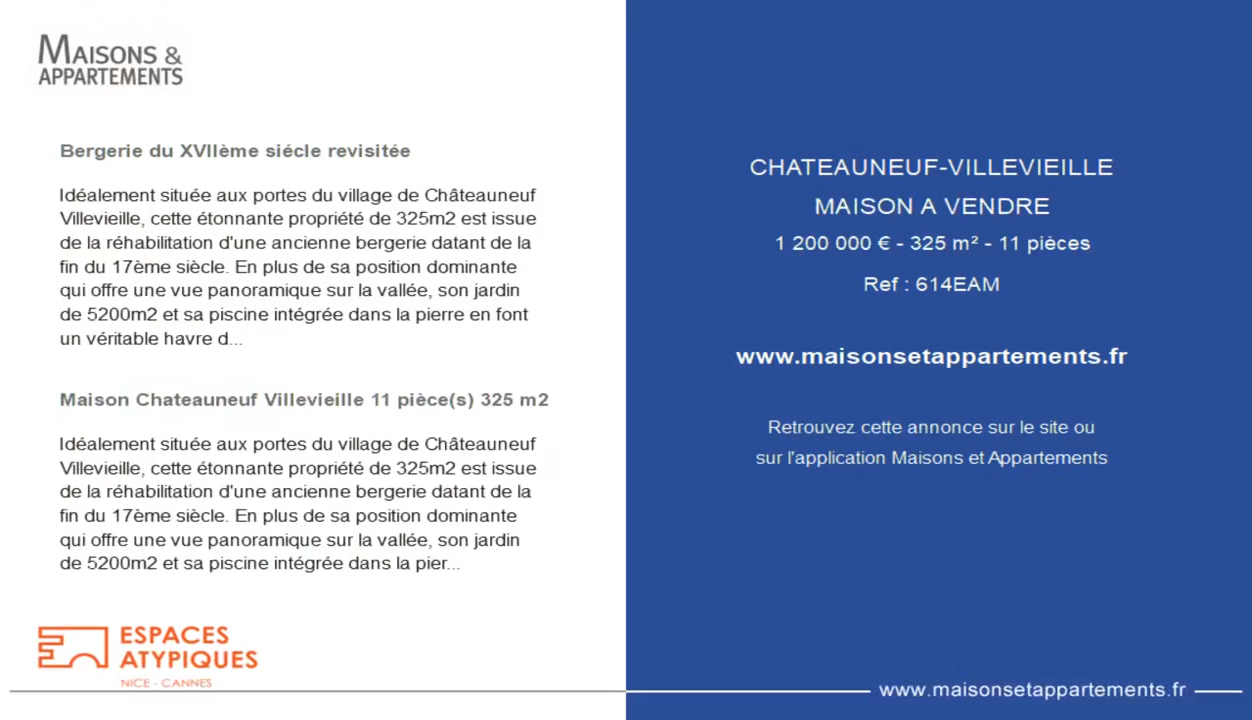 MAISONS &
APPARTEMENTS
Bergerie du XVIIème siécle revisitée
Idéalement située aux portes du village de Châteauneuf
Villevieille, cette étonnante propriété de 325m2 est issue
de la réhabilitation d'une ancienne bergerie datant de la
fin du 17ème siècle. En plus de sa position dominante
qui offre une vue panoramique sur la vallée, son jardin
de 5200m2 et sa piscine intégrée dans la pierre en font
un véritable havre d...
Maison Chateauneuf Villevieille 11 pièce(s) 325 m2
Idéalement située aux portes du village de Châteauneuf
Villevieille, cette étonnante propriété de 325m2 est issue
de la réhabilitation d'une ancienne bergerie datant de la
fin du 17ème siècle. En plus de sa position dominante
qui offre une vue panoramique sur la vallée, son jardin
de 5200m2 et sa piscine intégrée dans la pier...
ESPACES
ATYPIQUES
NICE - CANNES
CHATEAUNEUF-VILLEVIEILLE
MAISON A VENDRE
1 200 000 € - 325 m² - 11 pièces
Ref : 614EAM
www.maisonsetappartements.fr
Retrouvez cette annonce sur le site ou
sur l'application Maisons et Appartements
www.maisonsetappartements.fr